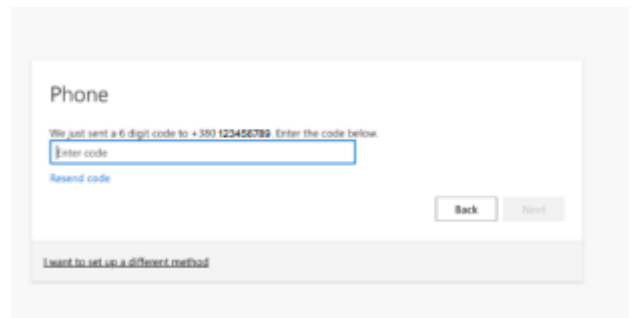 Phone
We just sent a 6 digit code to +380 123456789. Enter the code below.
Enter code
Resend code
Back Next
I want to set up a different method